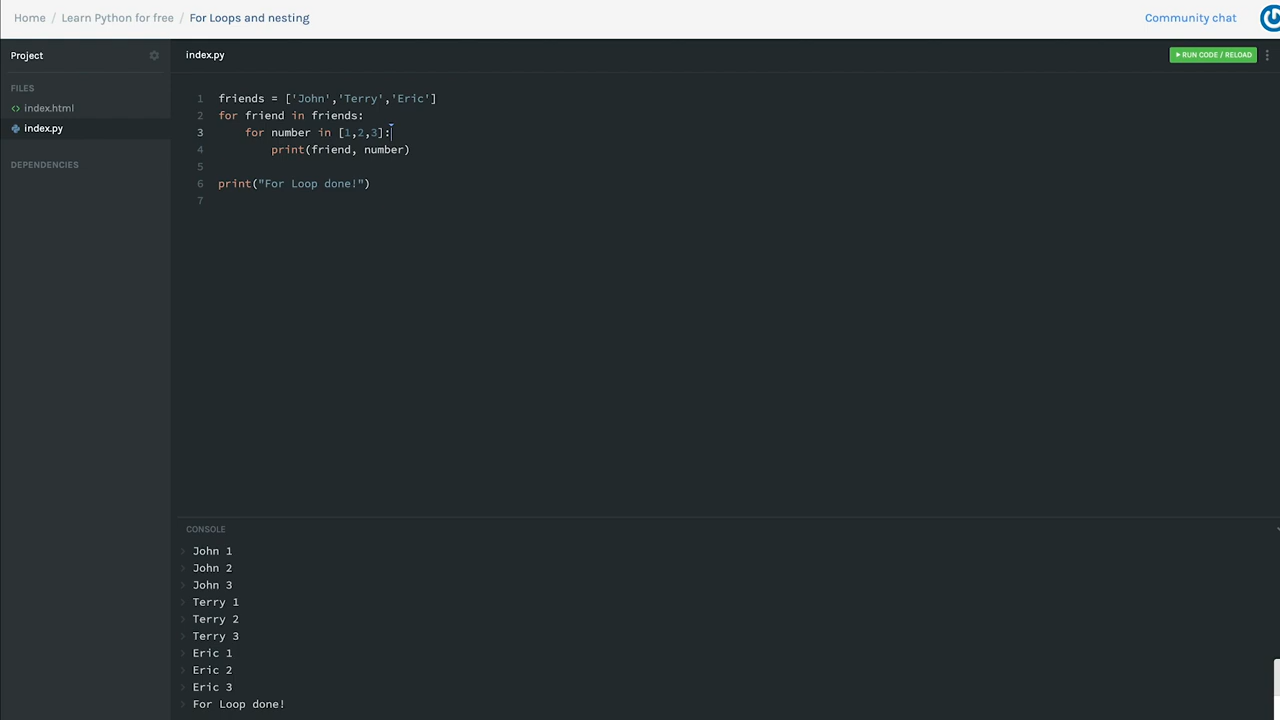 Home / Learn Python for free / For Loops and nesting
Community chat
Project
index.py
RUN CODE / RELOAD
FILES
<> index.html
index.py
DEPENDENCIES
1 friends = ['John','Terry','Eric']
2 for friend in friends:
3     for number in [1,2,3]:
4         print(friend, number)
5
6 print("For Loop done!")
7
CONSOLE
> John 1
> John 2
> John 3
> Terry 1
> Terry 2
> Terry 3
> Eric 1
> Eric 2
> Eric 3
> For Loop done!